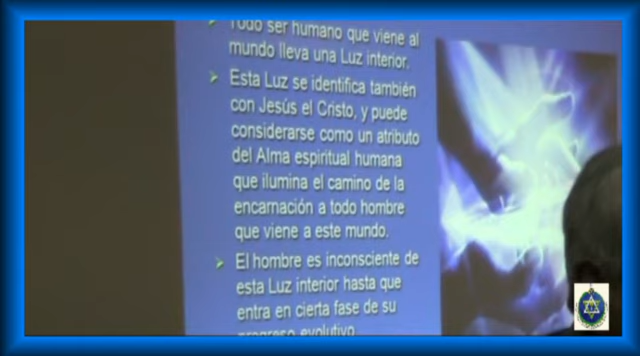 Todo ser humano que viene al
mundo lleva una Luz interior.
Esta Luz se identifica también
con Jesús el Cristo, y puede
considerarse como un atributo
del Alma espiritual humana
que ilumina el camino de la
encarnación a todo hombre
que viene a este mundo.
El hombre es inconsciente de
esta Luz interior hasta que
entra en cierta fase de su
progreso evolutivo